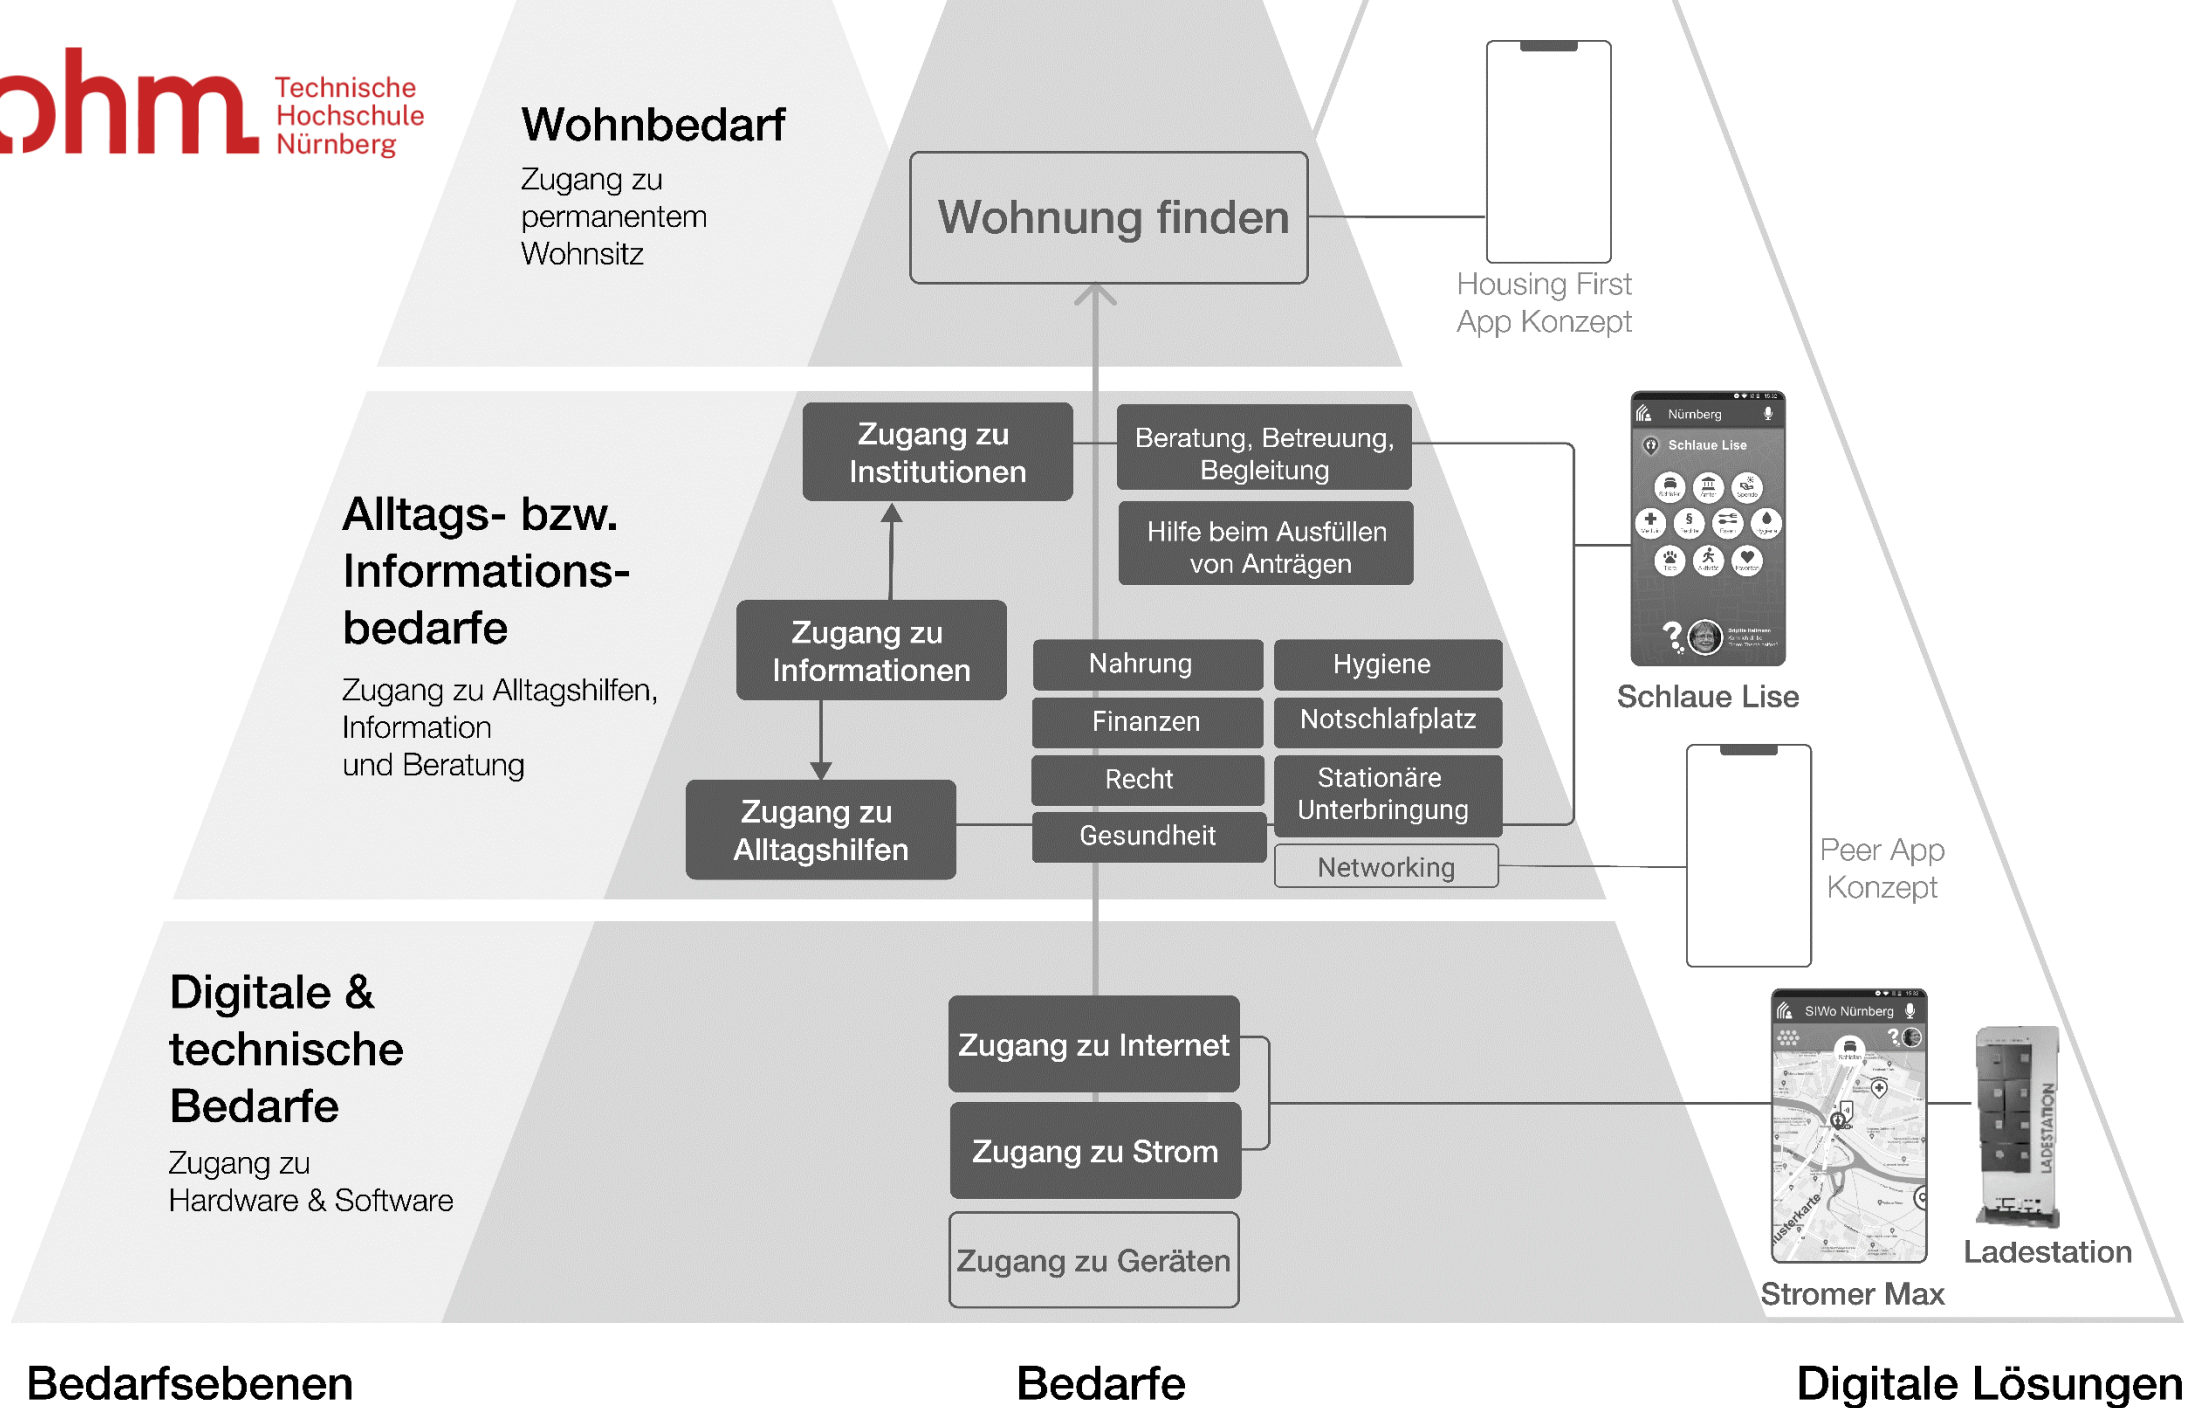 ohm
Technische
Hochschule
Nürnberg
Wohnbedarf
Zugang zu
permanentem
Wohnsitz
Wohnung finden
Housing First
App Konzept
Alltags- bzw.
Informations-
bedarfe
Zugang zu Alltagshilfen,
Information
und Beratung
Zugang zu
Institutionen
Beratung, Betreuung,
Begleitung
Hilfe beim Ausfüllen
von Anträgen
Zugang zu
Informationen
Zugang zu
Alltagshilfen
Nahrung
Hygiene
Finanzen
Notschlafplatz
Recht
Stationäre
Unterbringung
Gesundheit
Networking
Nürnberg
Schlaue Lise
Schlaue Lise
Peer App
Konzept
Digitale &
technische
Bedarfe
Zugang zu
Hardware & Software
Zugang zu Internet
Zugang zu Strom
Zugang zu Geräten
SIWo Nürnberg
Schlafen
Musterkarte
LADESTATION
Stromer Max
Ladestation
Bedarfsebenen
Bedarfe
Digitale Lösungen